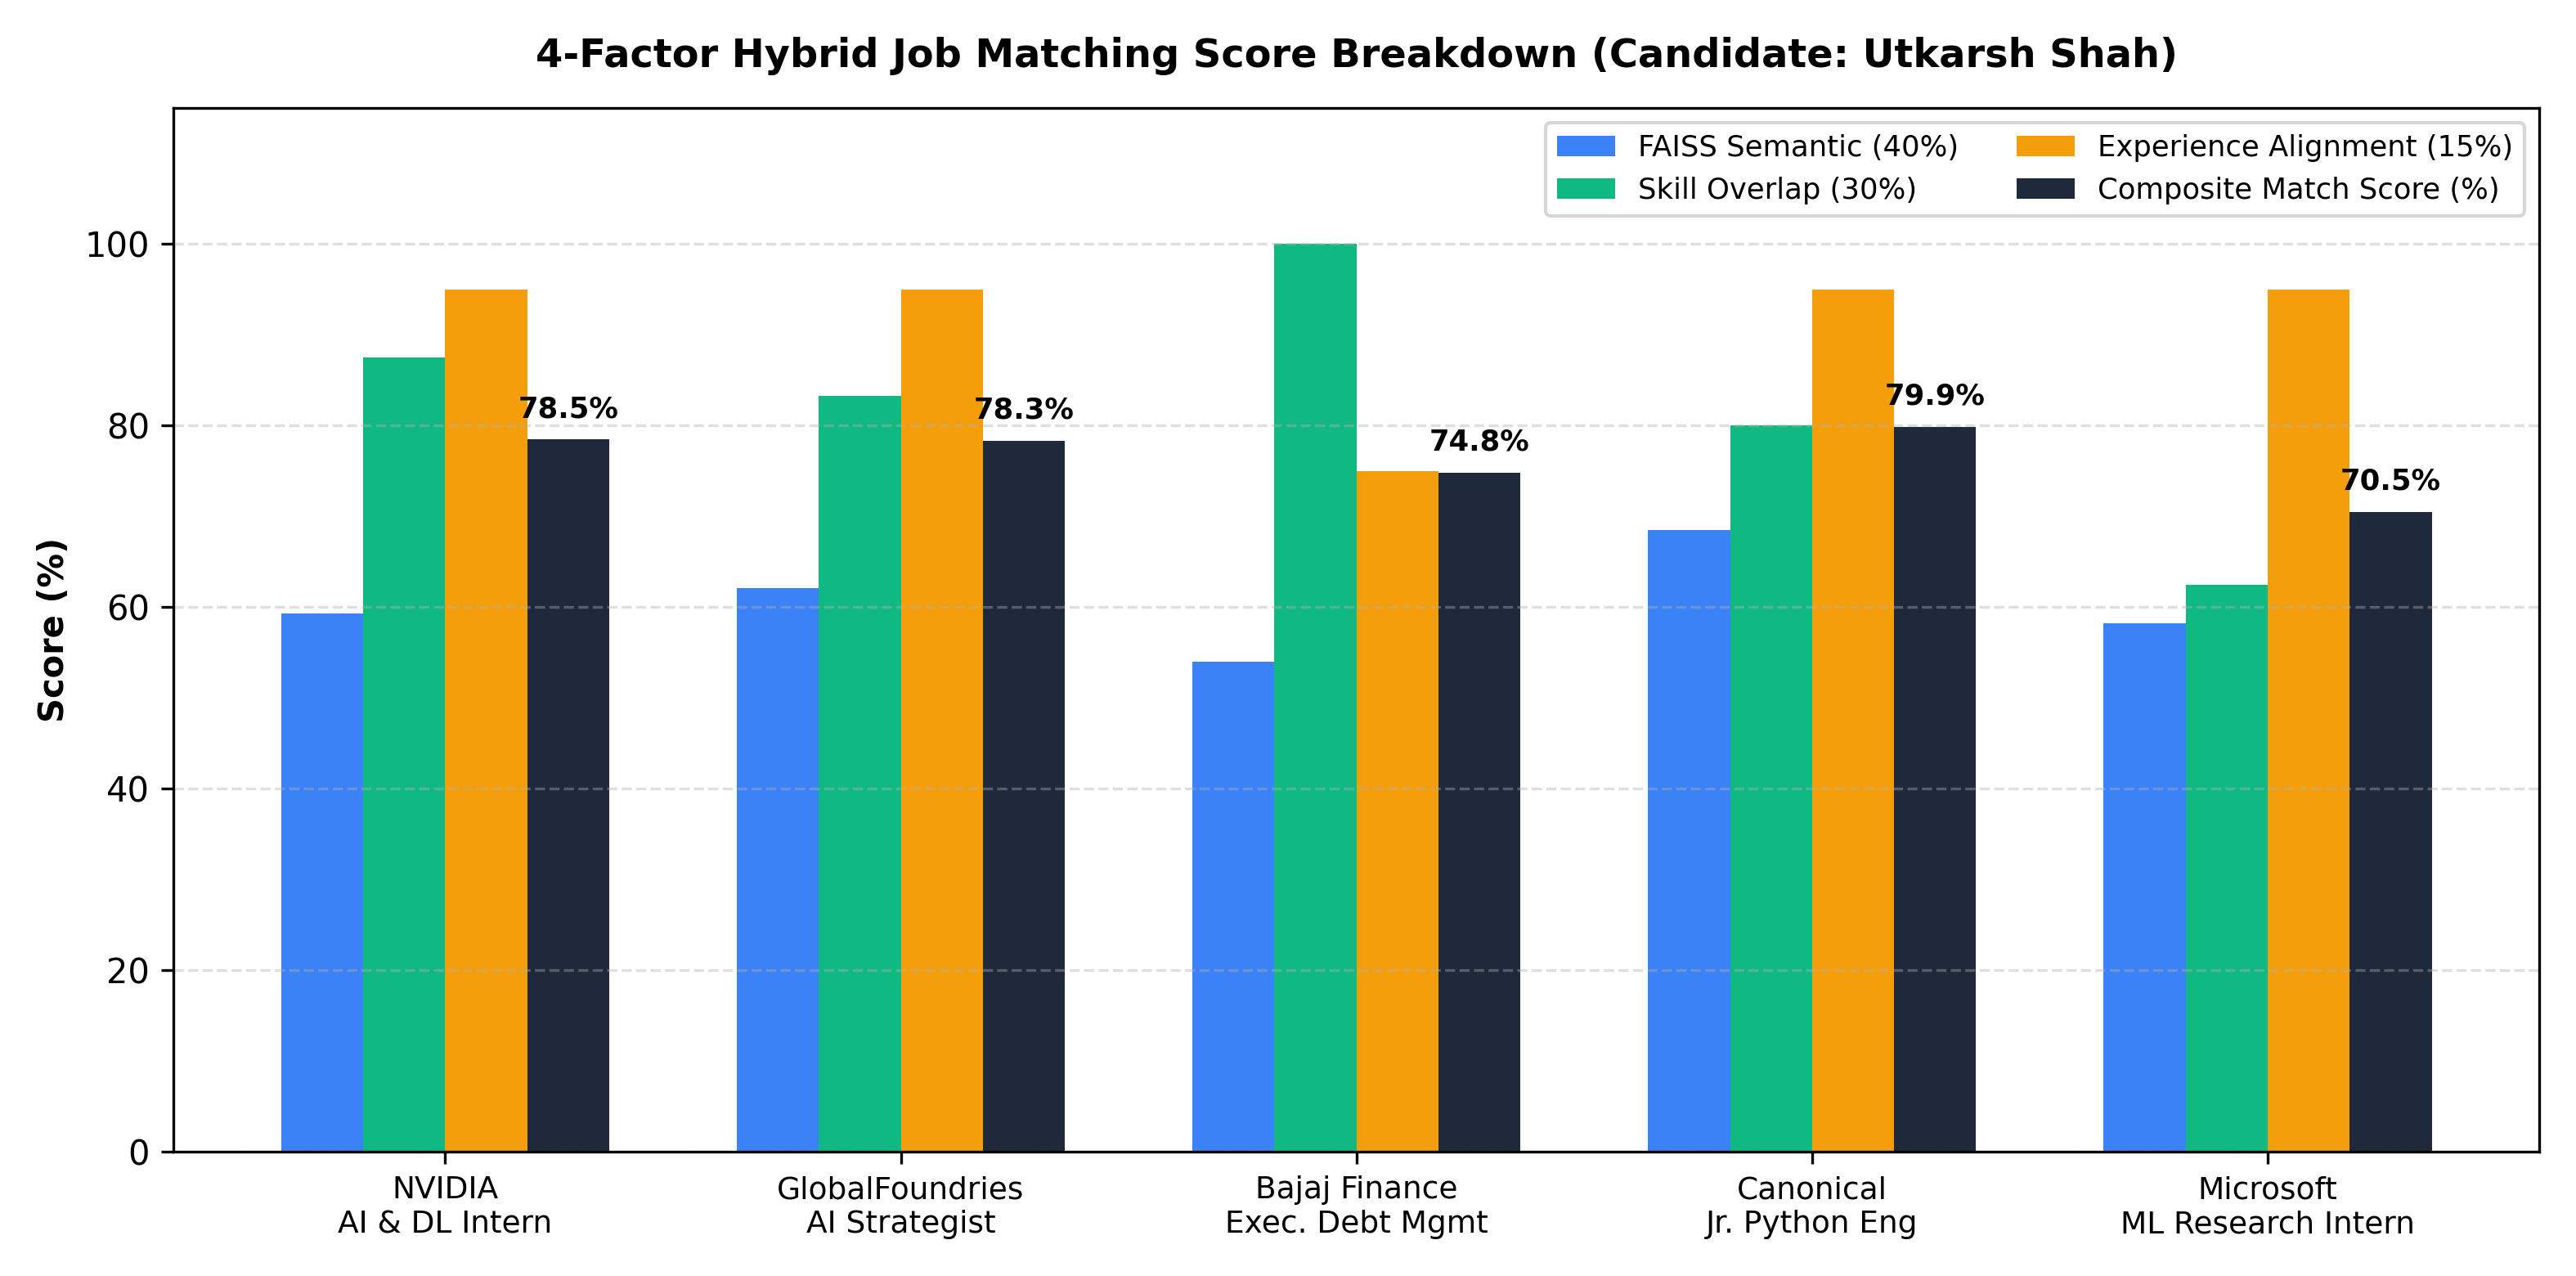 4-Factor Hybrid Job Matching Score Breakdown (Candidate: Utkarsh Shah)
FAISS Semantic (40%)
Skill Overlap (30%)
Experience Alignment (15%)
Composite Match Score (%)
Score (%)
100
80
60
40
20
0
78.5%
78.3%
74.8%
79.9%
70.5%
NVIDIA
AI & DL Intern
GlobalFoundries
AI Strategist
Bajaj Finance
Exec. Debt Mgmt
Canonical
Jr. Python Eng
Microsoft
ML Research Intern